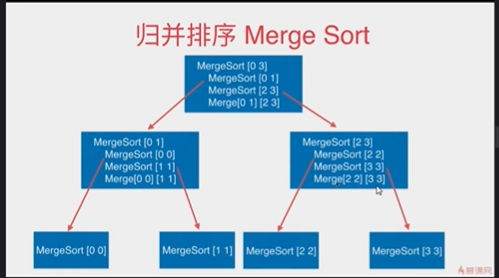 归并排序 Merge Sort
MergeSort [0 3]
MergeSort [0 1]
MergeSort [2 3]
Merge[0 1] [2 3]
MergeSort [0 1]
MergeSort [0 0]
MergeSort [1 1]
Merge[0 0] [1 1]
MergeSort [2 3]
MergeSort [2 2]
MergeSort [3 3]
Merge[2 2] [3 3]
MergeSort [0 0]
MergeSort [1 1]
MergeSort [2 2]
MergeSort [3 3]
慕课网